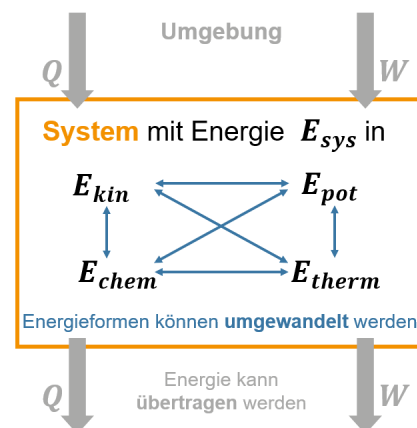 Umgebung
Q W
System mit Energie E_sys in
E_kin E_pot
E_chem E_therm
Energieformen können umgewandelt werden
Q W
Energie kann
übertragen werden